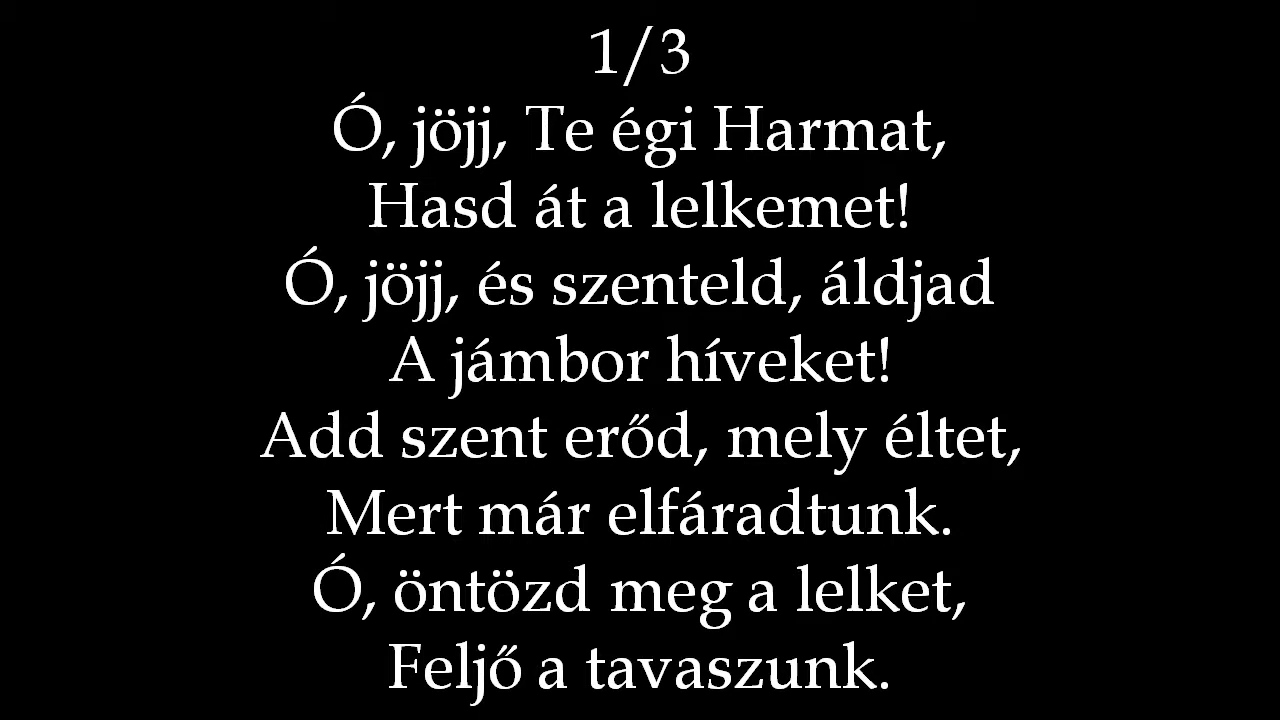 1/3
Ó, jöjj, Te égi Harmat,
Hasd át a lelkemet!
Ó, jöjj, és szenteld, áldjad
A jámbor híveket!
Add szent erőd, mely éltet,
Mert már elfáradtunk.
Ó, öntözd meg a lelket,
Feljő a tavaszunk.